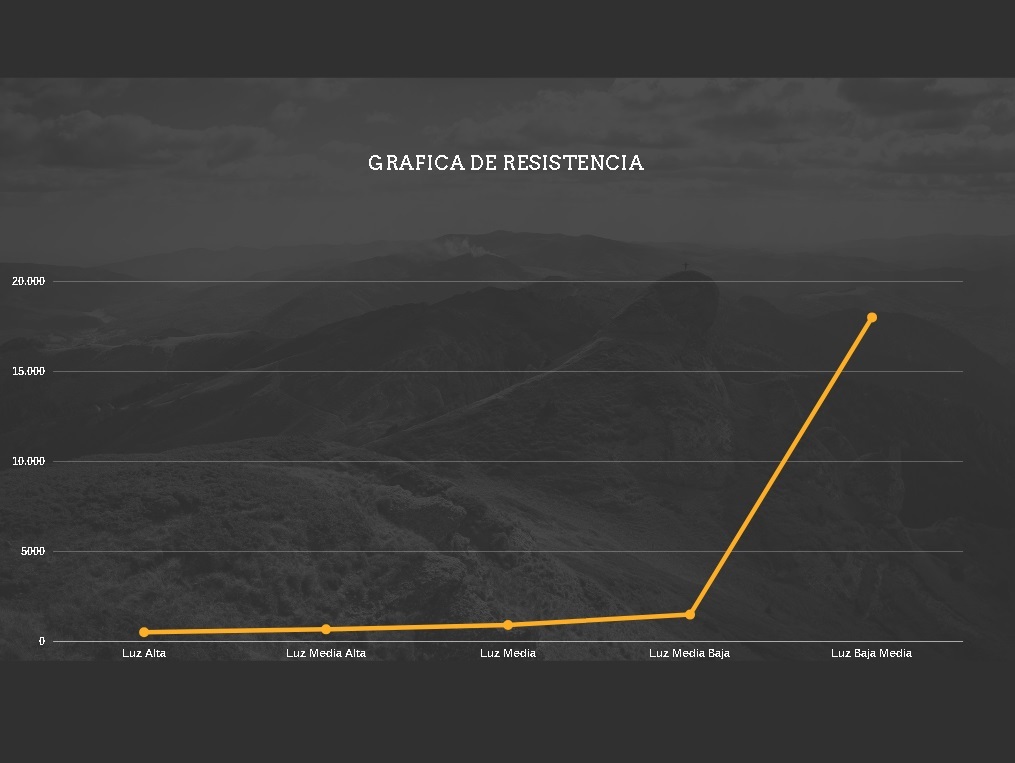 GRAFICA DE RESISTENCIA
20.000
15.000
10.000
5000
0
Luz Alta
Luz Media Alta
Luz Media
Luz Media Baja
Luz Baja Media